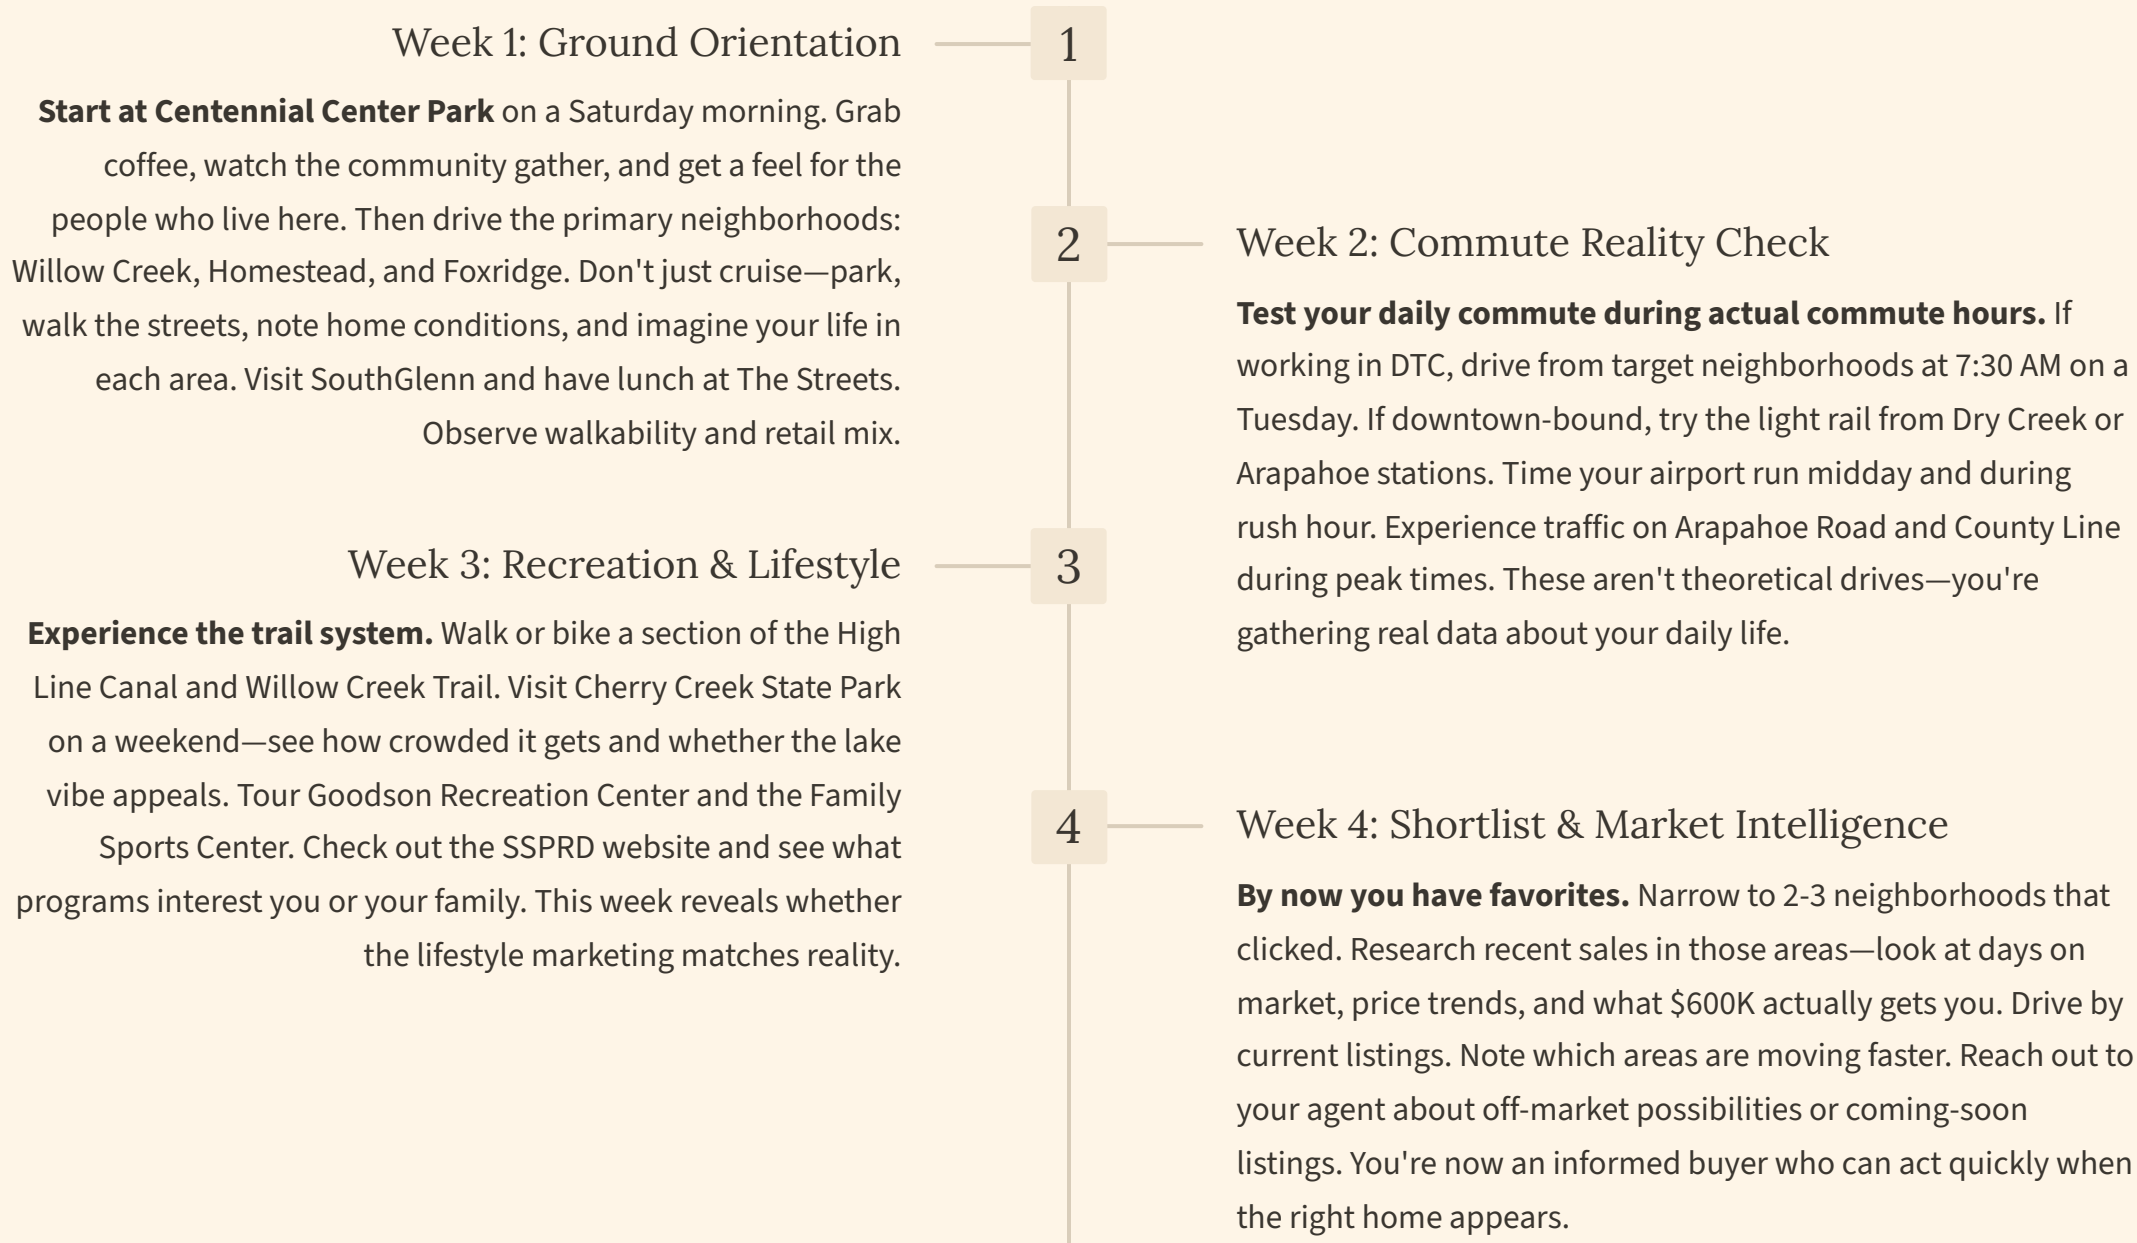 Week 1: Ground Orientation
1
Start at Centennial Center Park on a Saturday morning. Grab
coffee, watch the community gather, and get a feel for the
people who live here. Then drive the primary neighborhoods:
Willow Creek, Homestead, and Foxridge. Don't just cruise—park,
walk the streets, note home conditions, and imagine your life in
each area. Visit SouthGlenn and have lunch at The Streets.
Observe walkability and retail mix.
2
Week 2: Commute Reality Check
Test your daily commute during actual commute hours. If
working in DTC, drive from target neighborhoods at 7:30 AM on a
Tuesday. If downtown-bound, try the light rail from Dry Creek or
Arapahoe stations. Time your airport run midday and during
rush hour. Experience traffic on Arapahoe Road and County Line
during peak times. These aren't theoretical drives—you're
gathering real data about your daily life.
Week 3: Recreation & Lifestyle
3
Experience the trail system. Walk or bike a section of the High
Line Canal and Willow Creek Trail. Visit Cherry Creek State Park
on a weekend—see how crowded it gets and whether the lake
vibe appeals. Tour Goodson Recreation Center and the Family
Sports Center. Check out the SSPRD website and see what
programs interest you or your family. This week reveals whether
the lifestyle marketing matches reality.
4
Week 4: Shortlist & Market Intelligence
By now you have favorites. Narrow to 2-3 neighborhoods that
clicked. Research recent sales in those areas—look at days on
market, price trends, and what $600K actually gets you. Drive by
current listings. Note which areas are moving faster. Reach out to
your agent about off-market possibilities or coming-soon
listings. You're now an informed buyer who can act quickly when
the right home appears.